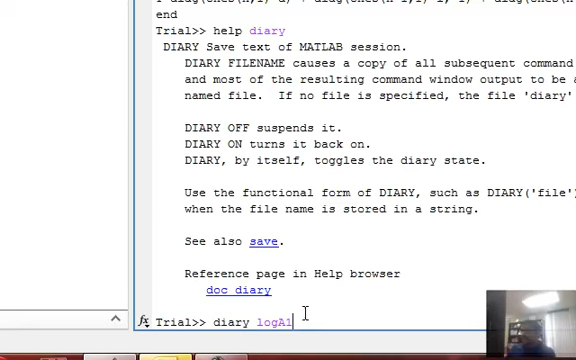 end
Trial>> help diary
DIARY Save text of MATLAB session.
DIARY FILENAME causes a copy of all subsequent command
and most of the resulting command window output to be a
named file. If no file is specified, the file 'diary'
DIARY OFF suspends it.
DIARY ON turns it back on.
DIARY, by itself, toggles the diary state.
Use the functional form of DIARY, such as DIARY('file')
when the file name is stored in a string.
See also save.
Reference page in Help browser
doc diary
fx Trial>> diary logA1